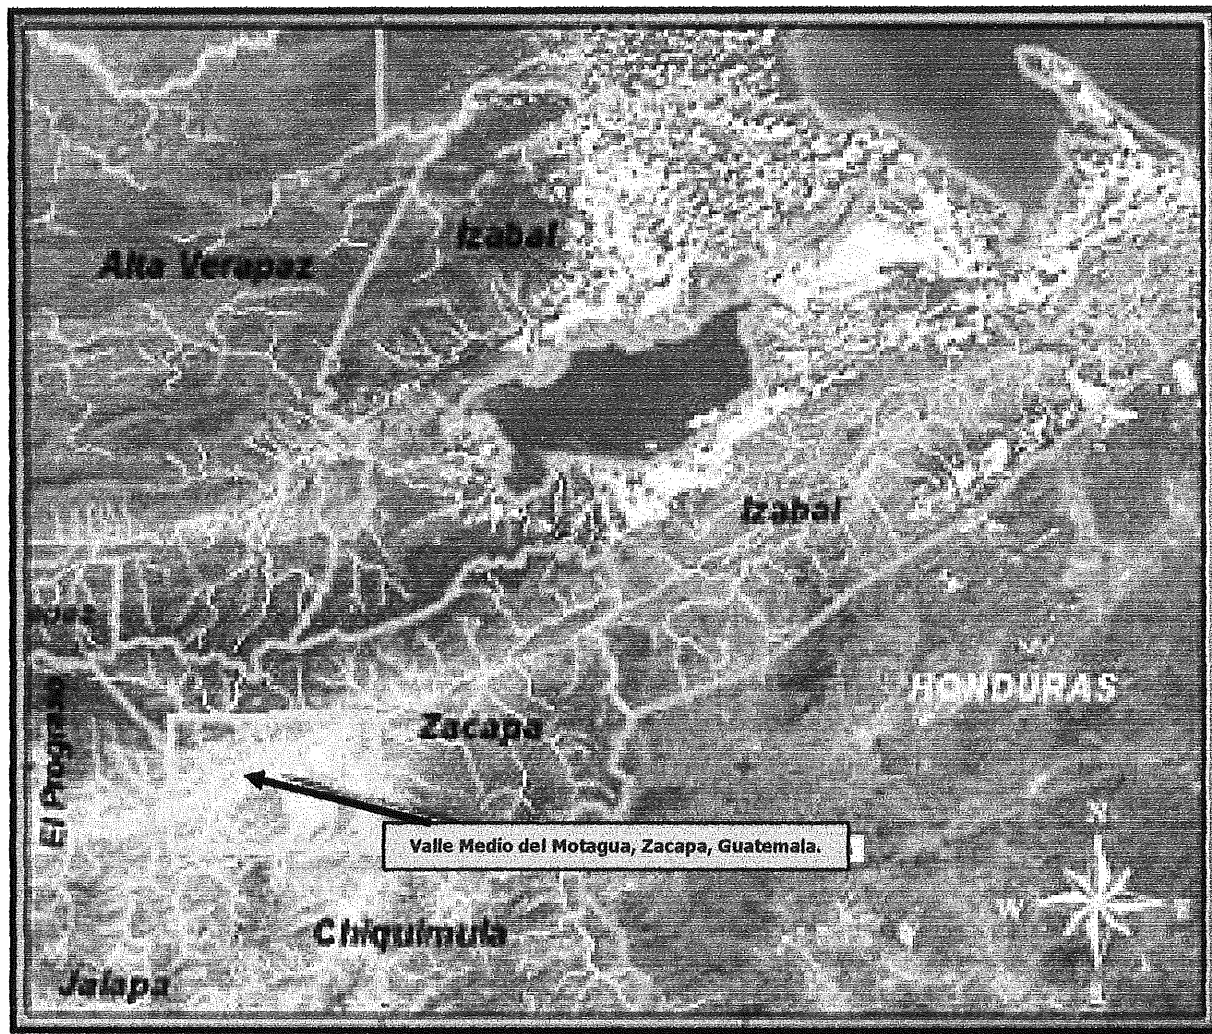 Izabal
Alta Verapaz
Izabal
HONDURAS
El Progreso
Zacapa
Valle Medio del Motagua, Zacapa, Guatemala.
N
W
E
S
Chiquimula
Jalapa